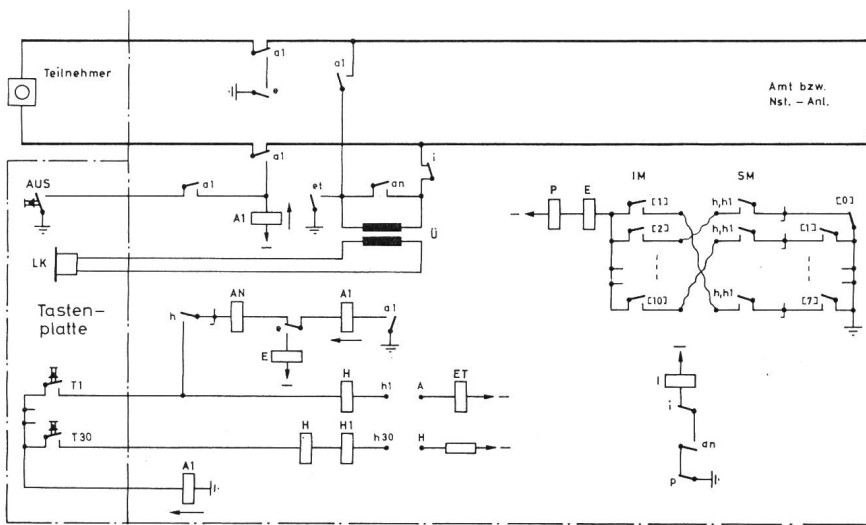 a1
Teilnehmer
a1
e
Amt bzw.
Nst. - Anl.
a1
i
IM
SM
AUS
a1
et
an
P
E
[1]
h,h1
[0]
A1
[2]
h,h1
[1]
Ü
LK
[10]
h,h1
[7]
Tasten-
platte
h
AN
e
A1
a1
E
T1
H
h1
A
ET
I
i
T30
H
H1
h30
H
an
A1
p